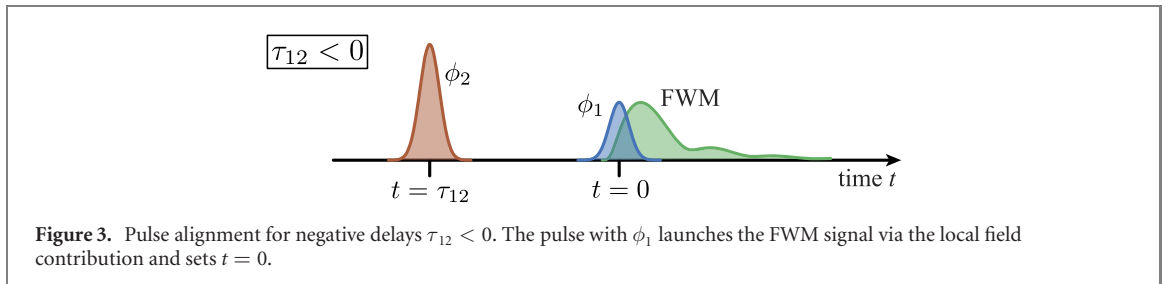 τ₁₂ < 0
ϕ₂
ϕ₁
FWM
t = τ₁₂
t = 0
time t
Figure 3. Pulse alignment for negative delays τ₁₂ < 0. The pulse with ϕ₁ launches the FWM signal via the local field
contribution and sets t = 0.